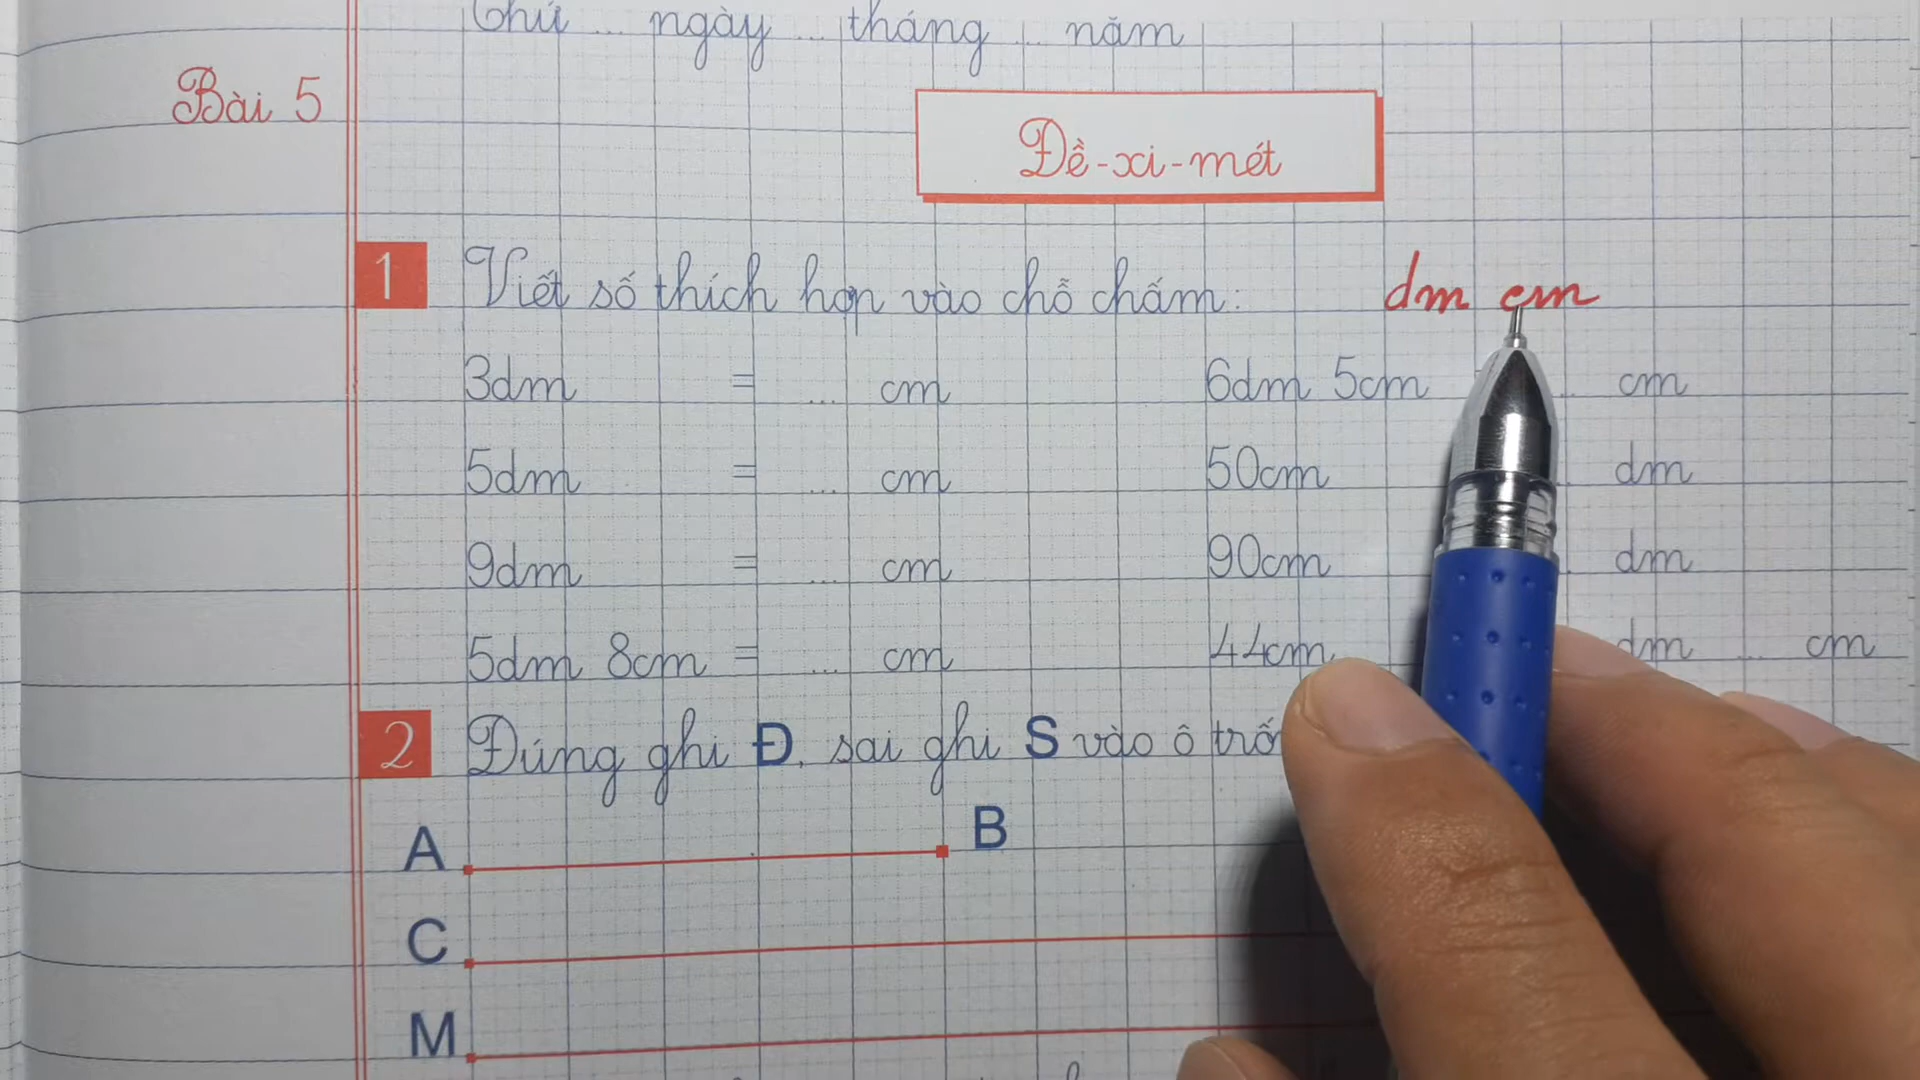 Thứ ... ngày ... tháng ... năm
Bài 5
Đề-xi-mét
1 Viết số thích hợp vào chỗ chấm: dm cm
3dm = ... cm 6dm 5cm ... cm
5dm = ... cm 50cm ... dm
9dm = ... cm 90cm ... dm
5dm 8cm = ... cm 44cm dm ... cm
2 Đúng ghi Đ, sai ghi S vào ô
A B
C
M